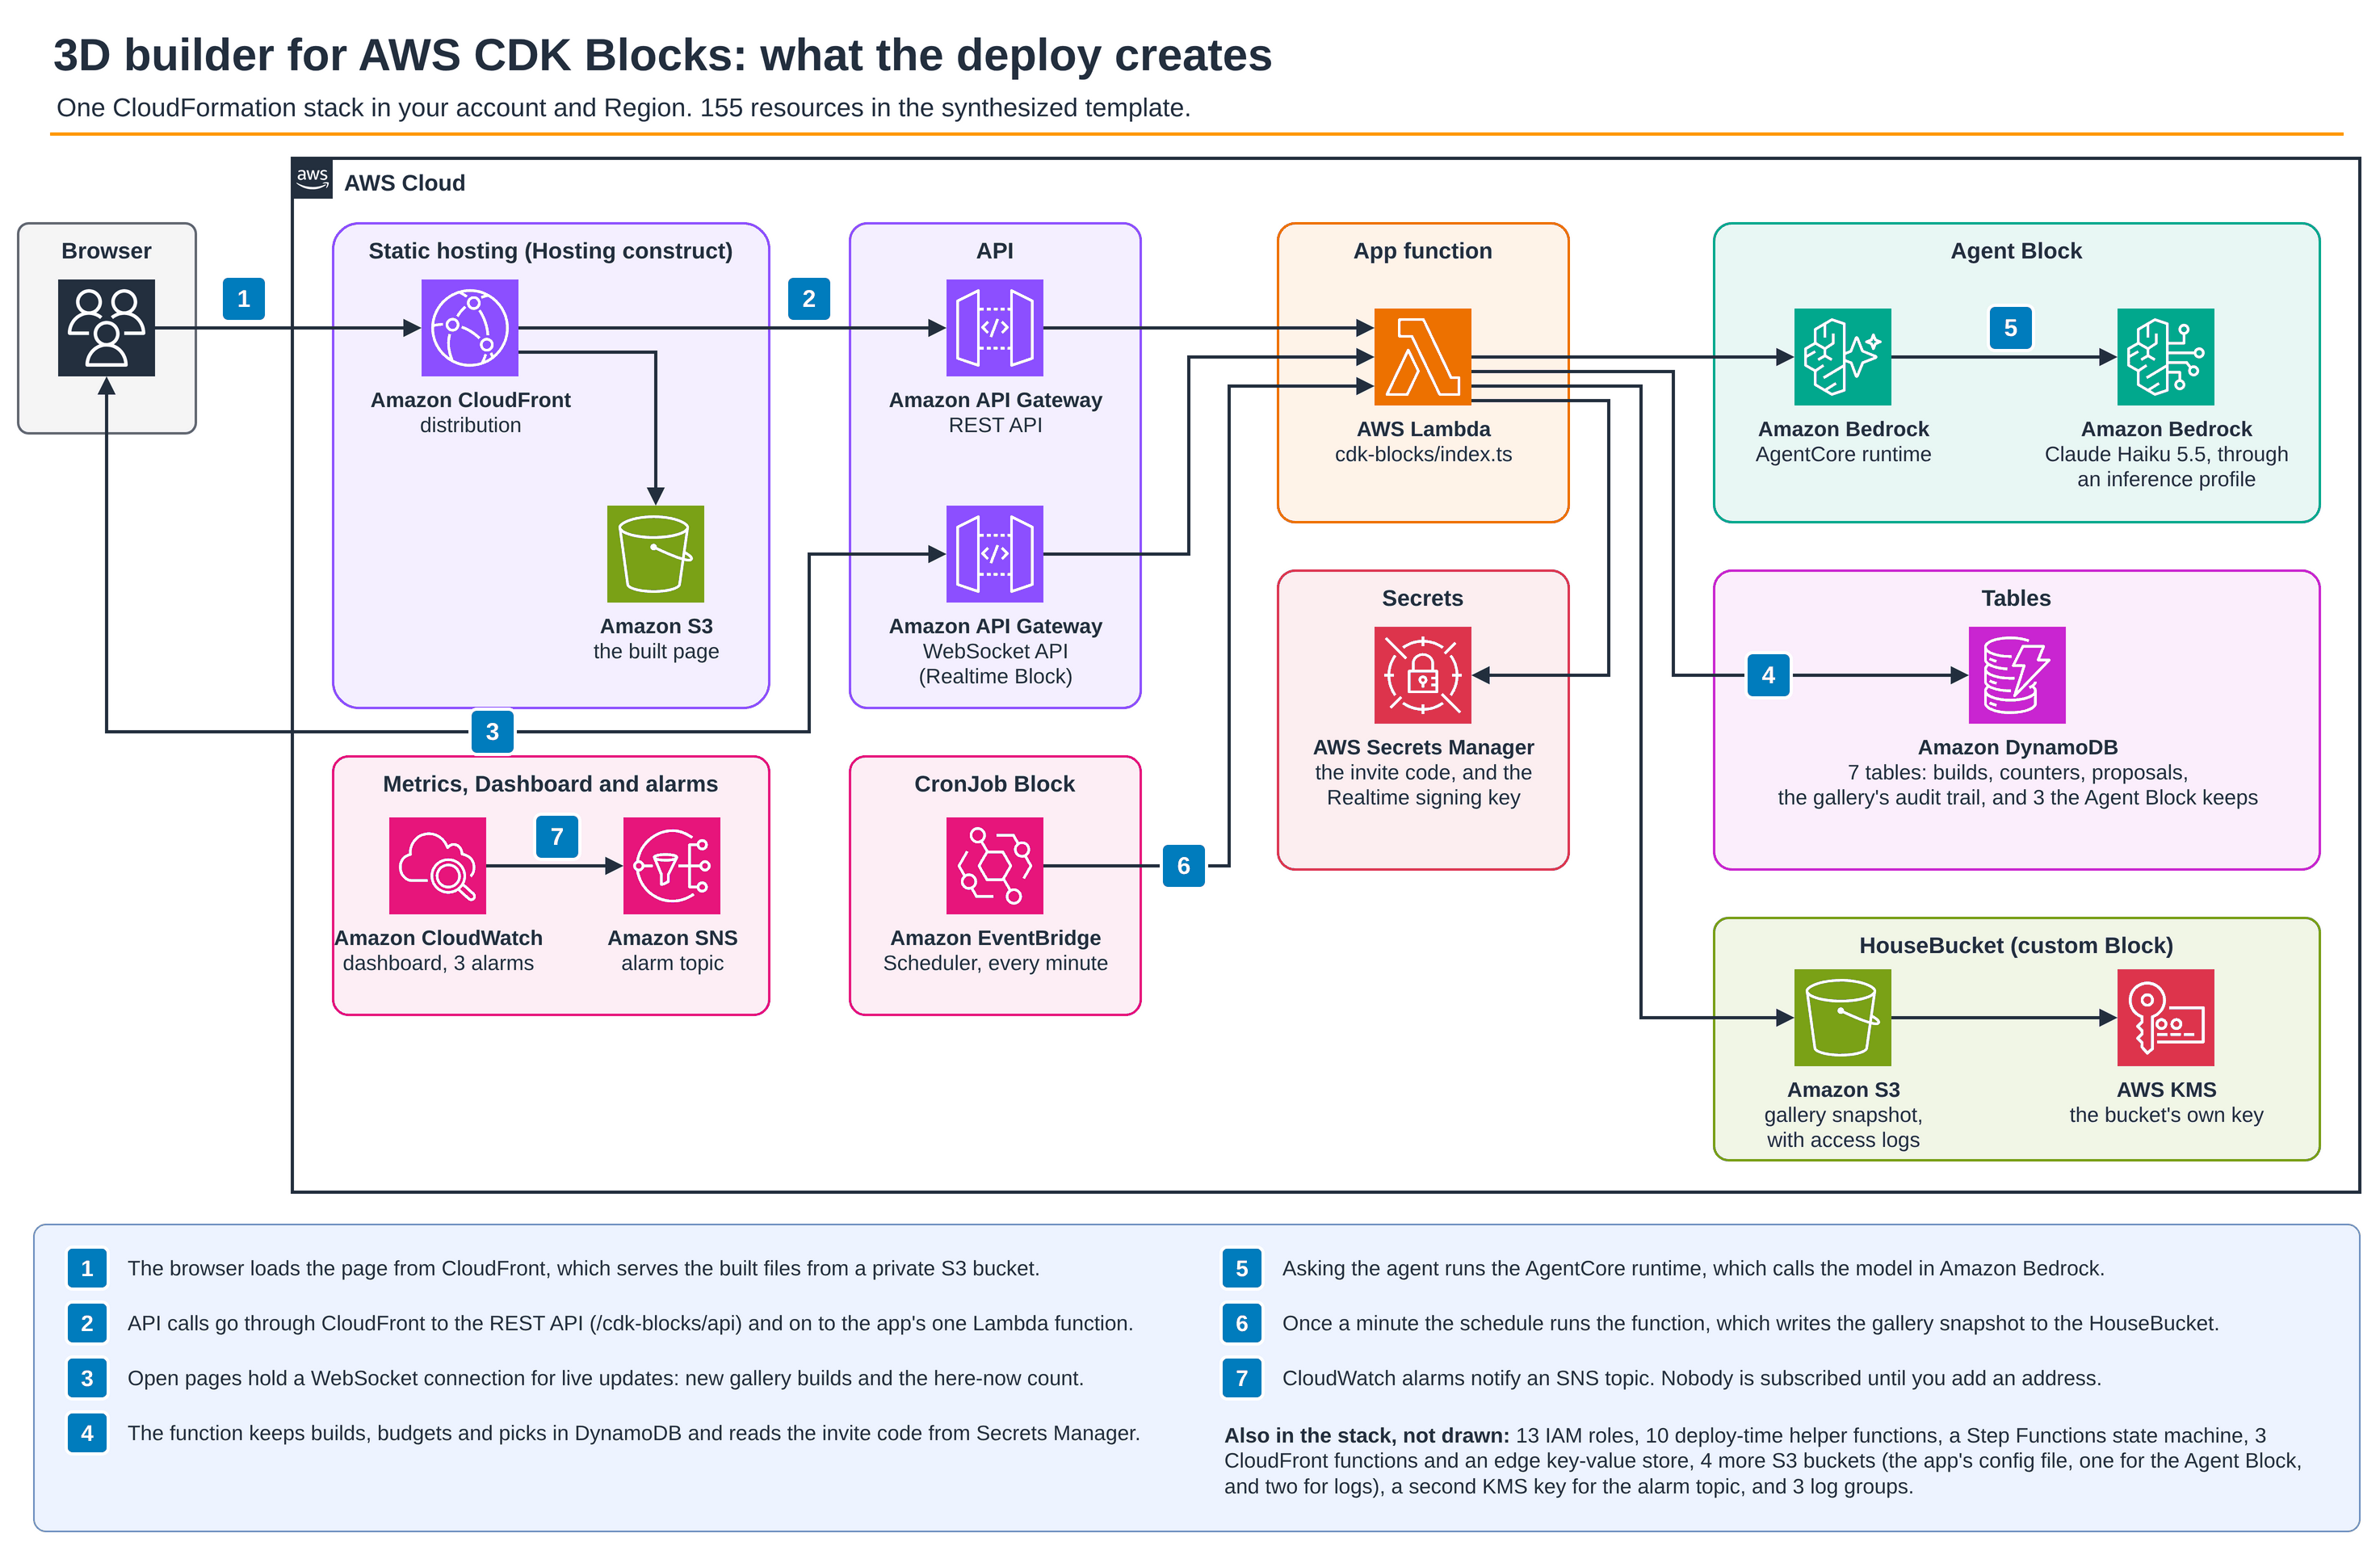 3D builder for AWS CDK Blocks: what the deploy creates
One CloudFormation stack in your account and Region. 155 resources in the synthesized template.
aws
AWS Cloud
Browser
1
Static hosting (Hosting construct)
Amazon CloudFront
distribution
Amazon S3
the built page
2
API
Amazon API Gateway
REST API
Amazon API Gateway
WebSocket API
(Realtime Block)
App function
AWS Lambda
cdk-blocks/index.ts
Agent Block
Amazon Bedrock
AgentCore runtime
5
Amazon Bedrock
Claude Haiku 5.5, through
an inference profile
Secrets
AWS Secrets Manager
the invite code, and the
Realtime signing key
Tables
4
Amazon DynamoDB
7 tables: builds, counters, proposals,
the gallery's audit trail, and 3 the Agent Block keeps
3
Metrics, Dashboard and alarms
7
Amazon CloudWatch
dashboard, 3 alarms
Amazon SNS
alarm topic
CronJob Block
6
Amazon EventBridge
Scheduler, every minute
HouseBucket (custom Block)
Amazon S3
gallery snapshot,
with access logs
AWS KMS
the bucket's own key
1 The browser loads the page from CloudFront, which serves the built files from a private S3 bucket.
2 API calls go through CloudFront to the REST API (/cdk-blocks/api) and on to the app's one Lambda function.
3 Open pages hold a WebSocket connection for live updates: new gallery builds and the here-now count.
4 The function keeps builds, budgets and picks in DynamoDB and reads the invite code from Secrets Manager.
5 Asking the agent runs the AgentCore runtime, which calls the model in Amazon Bedrock.
6 Once a minute the schedule runs the function, which writes the gallery snapshot to the HouseBucket.
7 CloudWatch alarms notify an SNS topic. Nobody is subscribed until you add an address.
Also in the stack, not drawn: 13 IAM roles, 10 deploy-time helper functions, a Step Functions state machine, 3
CloudFront functions and an edge key-value store, 4 more S3 buckets (the app's config file, one for the Agent Block,
and two for logs), a second KMS key for the alarm topic, and 3 log groups.